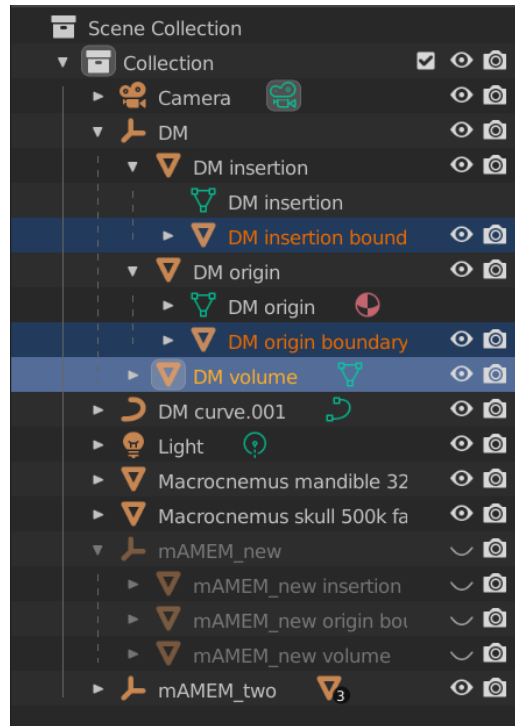 Scene Collection
Collection
Camera
DM
DM insertion
DM insertion
DM insertion bound
DM origin
DM origin
DM origin boundary
DM volume
DM curve.001
Light
Macrocnemus mandible 32
Macrocnemus skull 500k fa
mAMEM_new
mAMEM_new insertion
mAMEM_new origin bou
mAMEM_new volume
mAMEM_two 3